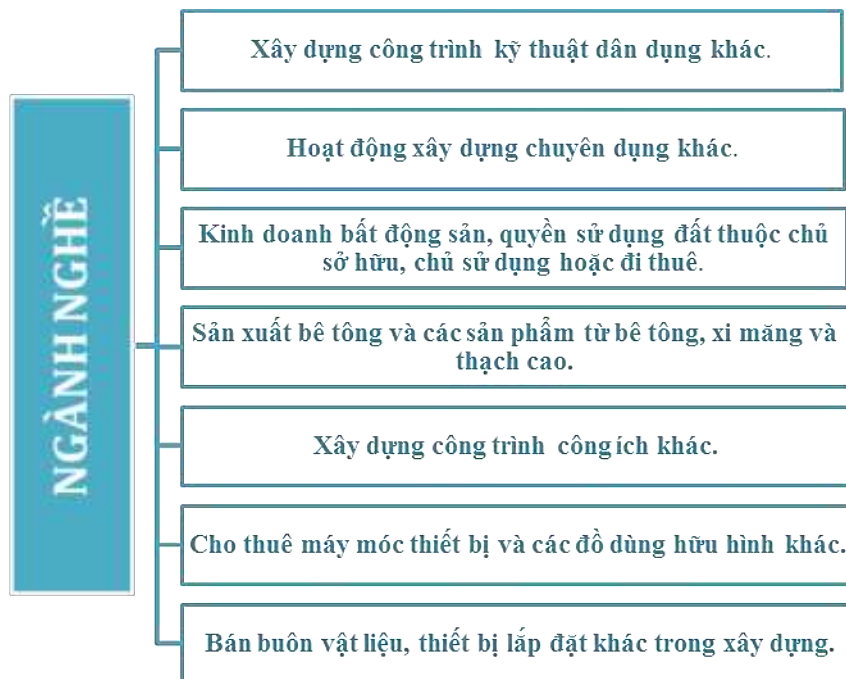 NGÀNH NGHỀ
Xây dựng công trình kỹ thuật dân dụng khác.
Hoạt động xây dựng chuyên dụng khác.
Kinh doanh bất động sản, quyền sử dụng đất thuộc chủ
sở hữu, chủ sử dụng hoặc đi thuê.
Sản xuất bê tông và các sản phẩm từ bê tông, xi măng và
thạch cao.
Xây dựng công trình công ích khác.
Cho thuê máy móc thiết bị và các đồ dùng hữu hình khác.
Bán buôn vật liệu, thiết bị lắp đặt khác trong xây dựng.